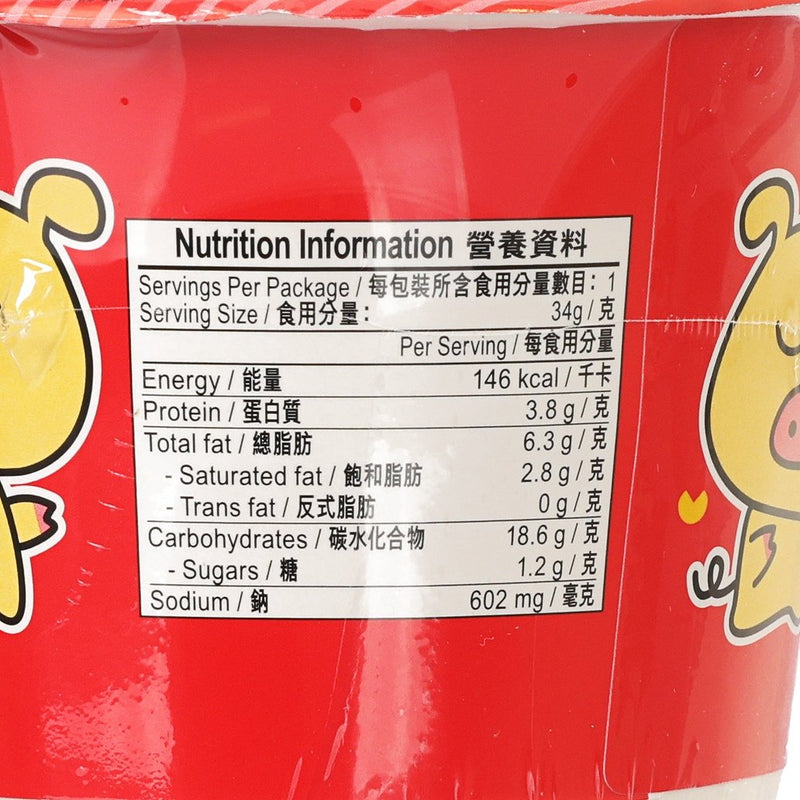 Nutrition Information 營養資料
Servings Per Package / 每包裝所含食用分量數目： 1
Serving Size / 食用分量： 34g / 克
Per Serving / 每食用分量
Energy / 能量 146 kcal / 千卡
Protein / 蛋白質 3.8 g / 克
Total fat / 總脂肪 6.3 g / 克
- Saturated fat / 飽和脂肪 2.8 g / 克
- Trans fat / 反式脂肪 0 g / 克
Carbohydrates / 碳水化合物 18.6 g / 克
- Sugars / 糖 1.2 g / 克
Sodium / 鈉 602 mg / 毫克